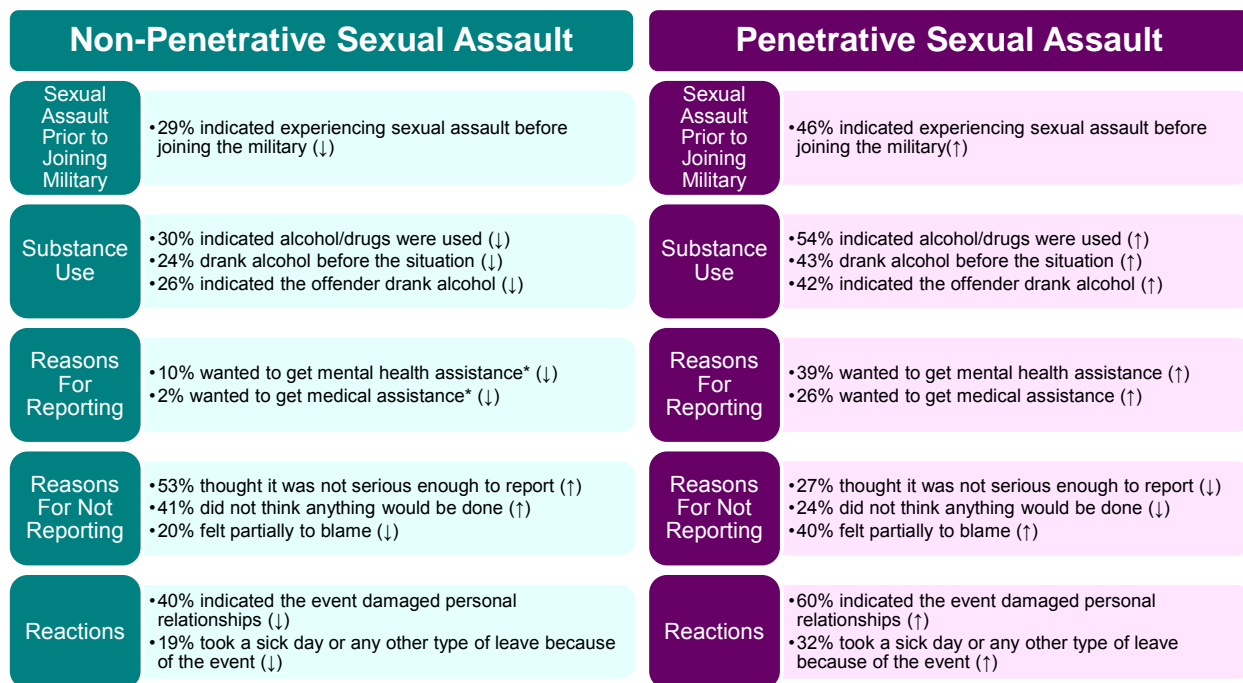 Non-Penetrative Sexual Assault
Sexual
Assault
Prior to
Joining
Military
•29% indicated experiencing sexual assault before
joining the military (↓)
Substance
Use
•30% indicated alcohol/drugs were used (↓)
•24% drank alcohol before the situation (↓)
•26% indicated the offender drank alcohol (↓)
Reasons
For
Reporting
•10% wanted to get mental health assistance* (↓)
•2% wanted to get medical assistance* (↓)
Reasons
For Not
Reporting
•53% thought it was not serious enough to report (↑)
•41% did not think anything would be done (↑)
•20% felt partially to blame (↓)
Reactions
•40% indicated the event damaged personal
relationships (↓)
•19% took a sick day or any other type of leave because
of the event (↓)
Penetrative Sexual Assault
Sexual
Assault
Prior to
Joining
Military
•46% indicated experiencing sexual assault before
joining the military(↑)
Substance
Use
•54% indicated alcohol/drugs were used (↑)
•43% drank alcohol before the situation (↑)
•42% indicated the offender drank alcohol (↑)
Reasons
For
Reporting
•39% wanted to get mental health assistance (↑)
•26% wanted to get medical assistance (↑)
Reasons
For Not
Reporting
•27% thought it was not serious enough to report (↓)
•24% did not think anything would be done (↓)
•40% felt partially to blame (↑)
Reactions
•60% indicated the event damaged personal
relationships (↑)
•32% took a sick day or any other type of leave
because of the event (↑)